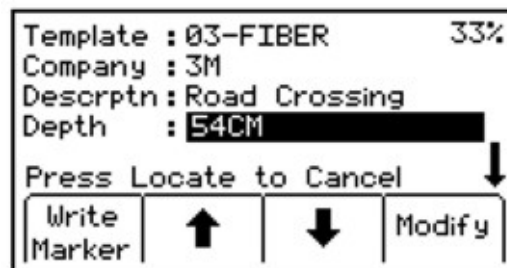 Template : 03-FIBER 33%
Company : 3M
Descrptn : Road Crossing
Depth : 54CM
Press Locate to Cancel
Write Marker Modify